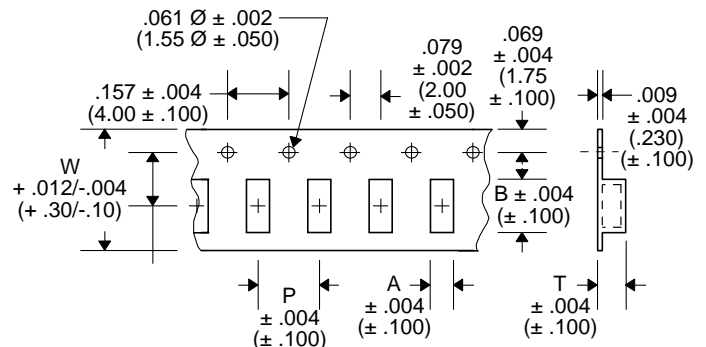 .061 Ø ± .002
(1.55 Ø ± .050)
.079
± .002
(2.00
± .050)
.069
± .004
(1.75
± .100)
.157 ± .004
(4.00 ± .100)
.009
± .004
(.230)
(± .100)
W
+ .012/-.004
(+ .30/-.10)
B ± .004
(± .100)
P
± .004
(± .100)
A
± .004
(± .100)
T
± .004
(± .100)